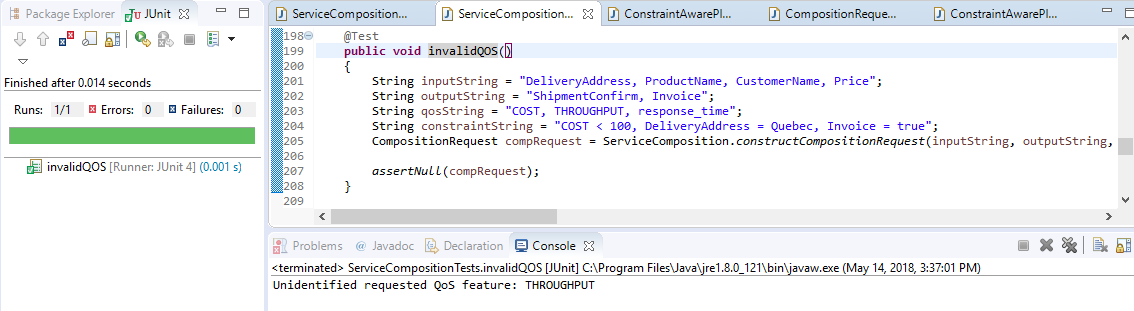 Package Explorer
JUnit
Finished after 0.014 seconds
Runs: 1/1
Errors: 0
Failures: 0
invalidQOS [Runner: JUnit 4] (0.001 s)
ServiceComposition...
ServiceComposition...
ConstraintAwarePl...
CompositionReque...
ConstraintAwarePl...
198 @Test
199 public void invalidQOS()
200 {
201 String inputString = "DeliveryAddress, ProductName, CustomerName, Price";
202 String outputString = "ShipmentConfirm, Invoice";
203 String qosString = "COST, THROUGHPUT, response_time";
204 String constraintString = "COST < 100, DeliveryAddress = Quebec, Invoice = true";
205 CompositionRequest compRequest = ServiceComposition.constructCompositionRequest(inputString, outputString,
206
207 assertNull(compRequest);
208 }
209
Problems
@ Javadoc
Declaration
Console
<terminated> ServiceCompositionTests.invalidQOS [JUnit] C:\Program Files\Java\jre1.8.0_121\bin\javaw.exe (May 14, 2018, 3:37:01 PM)
Unidentified requested QoS feature: THROUGHPUT